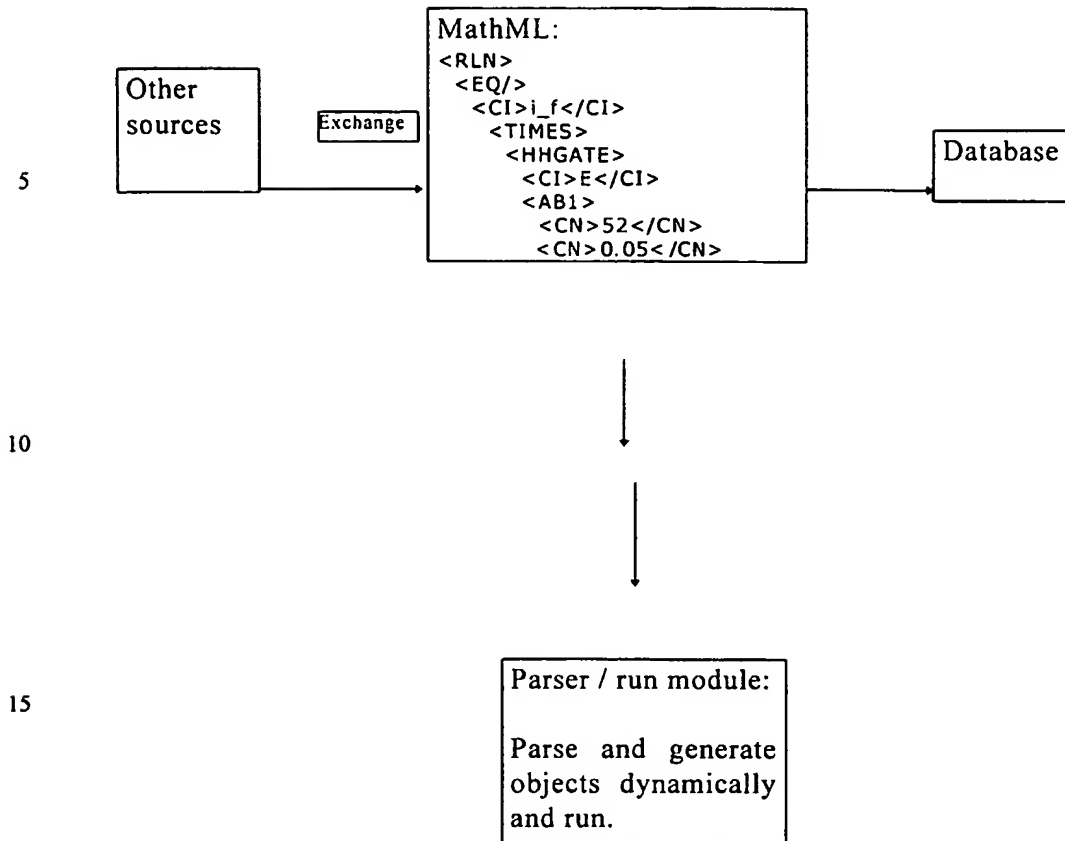 MathML:
<RLN>
<EQ/>
<CI>i_f</CI>
<TIMES>
<HHGATE>
<CI>E</CI>
<AB1>
<CN>52</CN>
<CN>0.05</CN>
Other
sources
Exchange
Database
5
10
15
Parser / run module:
Parse and generate
objects dynamically
and run.